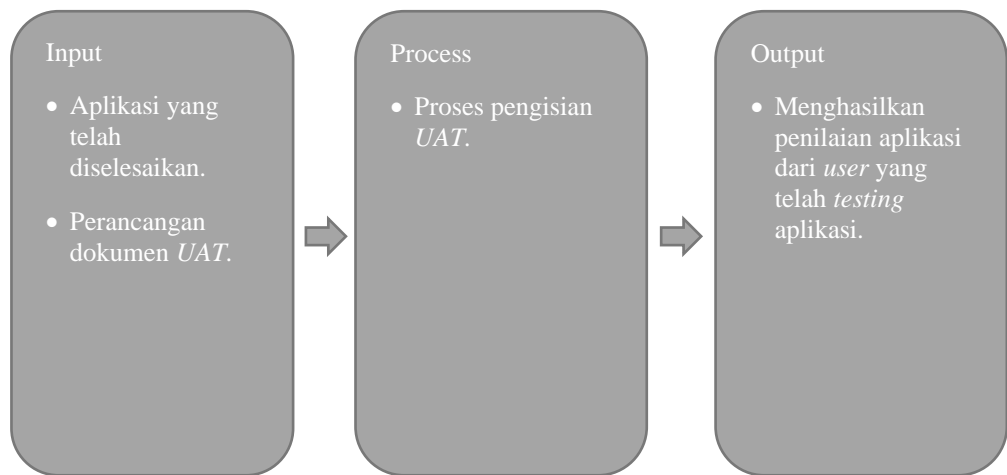 Input
• Aplikasi yang
telah
diselesaikan.
• Perancangan
dokumen UAT.
Process
• Proses pengisian
UAT.
Output
• Menghasilkan
penilaian aplikasi
dari user yang
telah testing
aplikasi.